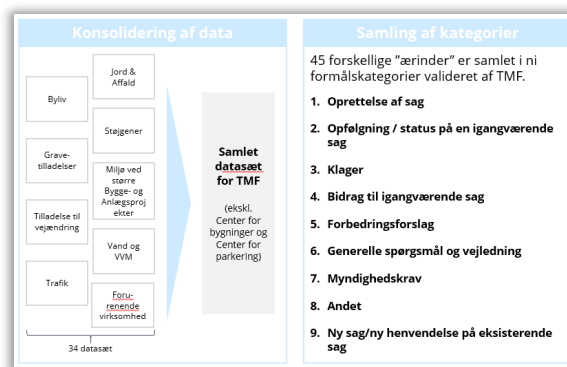 Konsolidering af data
Byliv
Grave-
tilladelser
Tilladelse til
vejændring
Trafik
Jord &
Affald
Støjgener
Miljø ved
større
Bygge- og
Anlægsproj
ekter
Vand og
VVM
Foru-
renende
virksomhed
34 datasæt
Samlet
datasæt
for TMF
(ekskl.
Center for
bygninger og
Center for
parkering)
Samling af kategorier
45 forskellige ”ærinder” er samlet i ni
formålskategorier valideret af TMF.
1. Oprettelse af sag
2. Opfølgning / status på en igangværende
sag
3. Klager
4. Bidrag til igangværende sag
5. Forbedringsforslag
6. Generelle spørgsmål og vejledning
7. Myndighedskrav
8. Andet
9. Ny sag/ny henvendelse på eksisterende
sag